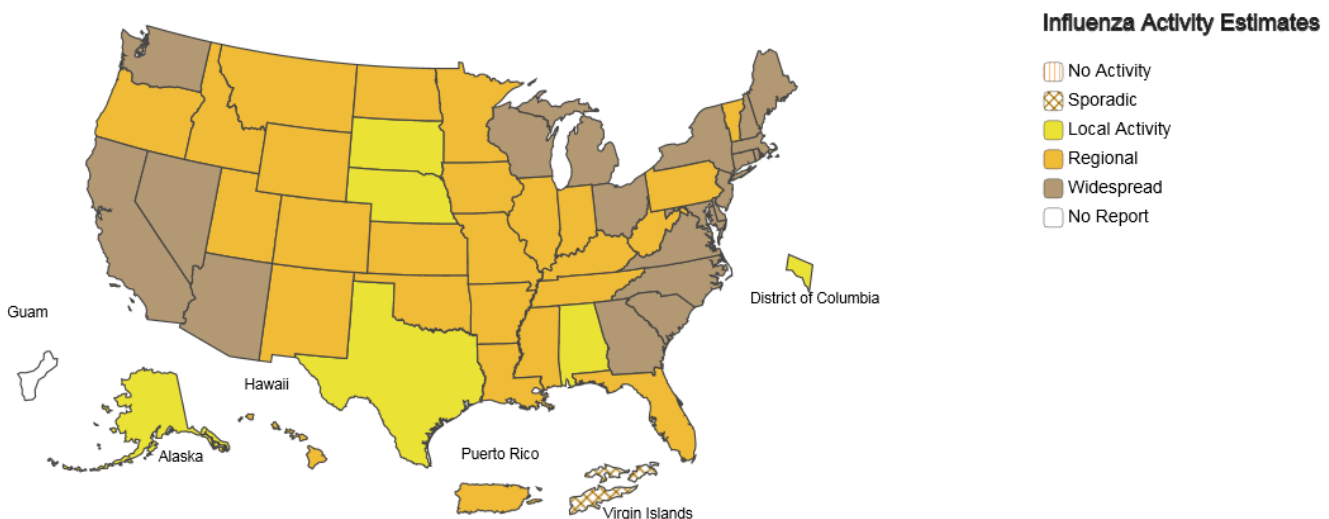 Influenza Activity Estimates
No Activity
Sporadic
Local Activity
Regional
Widespread
No Report
District of Columbia
Guam
Hawaii
Alaska
Puerto Rico
Virgin Islands